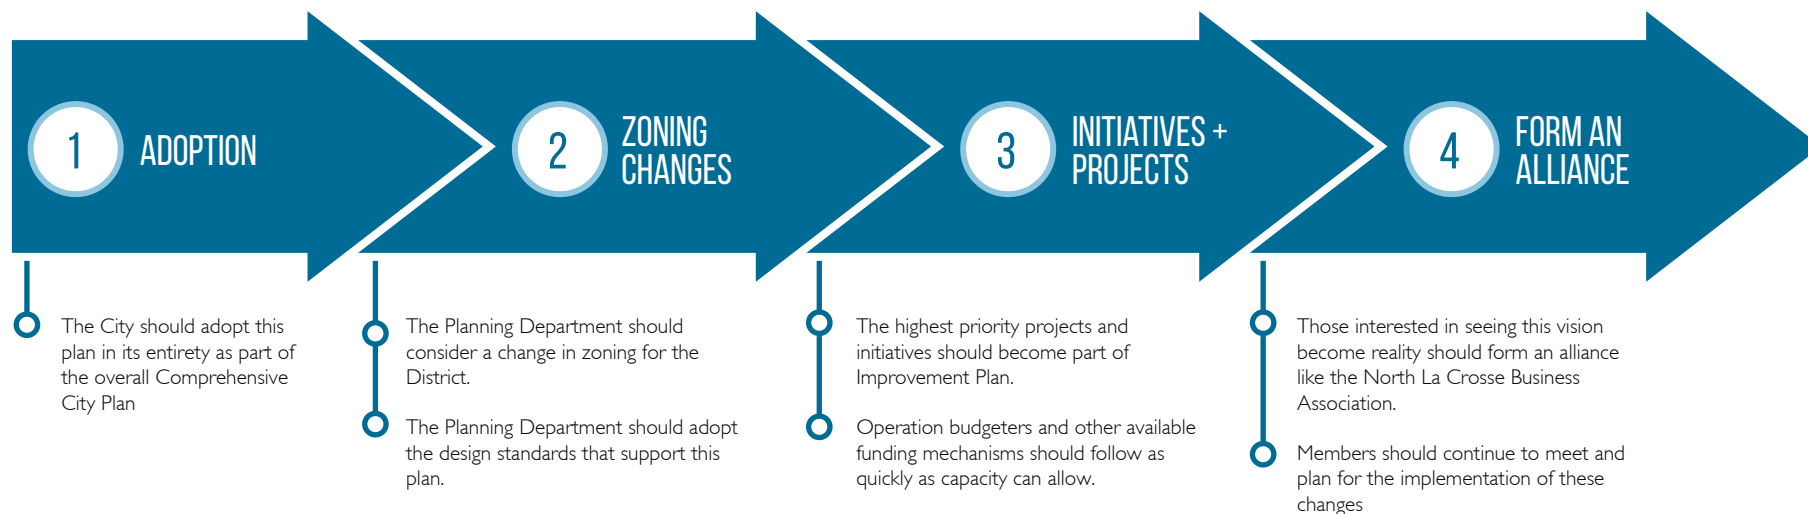 1
ADOPTION
2
ZONING
CHANGES
3
INITIATIVES +
PROJECTS
4
FORM AN
ALLIANCE
The City should adopt this
plan in its entirety as part of
the overall Comprehensive
City Plan
The Planning Department should
consider a change in zoning for the
District.
The Planning Department should adopt
the design standards that support this
plan.
The highest priority projects and
initiatives should become part of
Improvement Plan.
Operation budgeters and other available
funding mechanisms should follow as
quickly as capacity can allow.
Those interested in seeing this vision
become reality should form an alliance
like the North La Crosse Business
Association.
Members should continue to meet and
plan for the implementation of these
changes